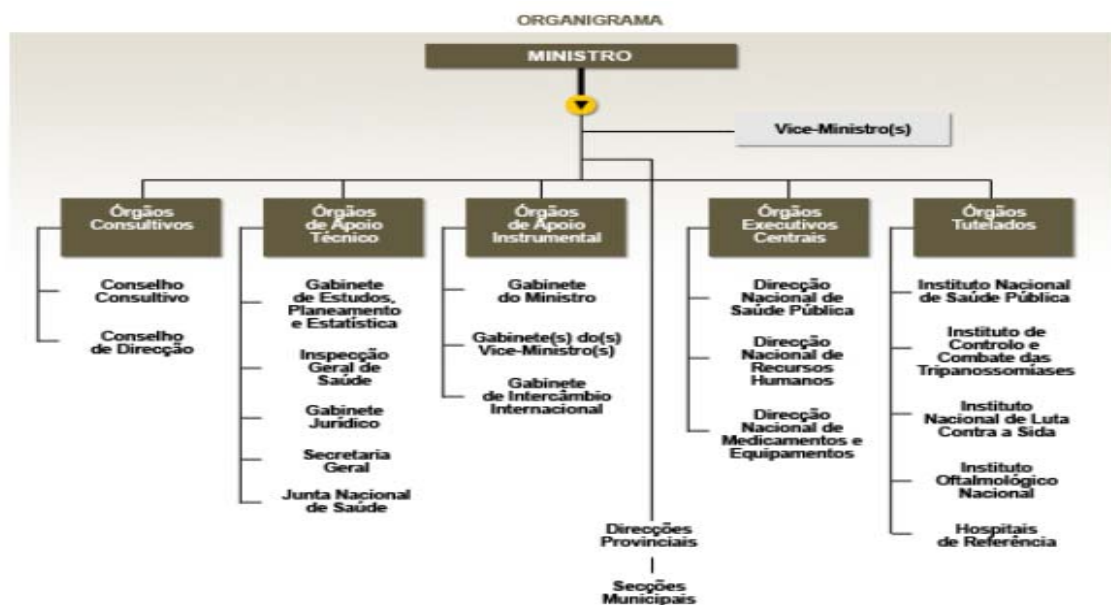 ORGANIGRAMA
MINISTRO
Vice-Ministro(s)
Órgãos
Consultivos
Conselho
Consultivo
Conselho
de Direcção
Órgãos
de Apoio
Técnico
Gabinete
de Estudos,
Planeamento
e Estatística
Inspecção
Geral de
Saúde
Gabinete
Jurídico
Secretaria
Geral
Junta Nacional
de Saúde
Órgãos
de Apoio
Instrumental
Gabinete
do Ministro
Gabinete(s) do(s)
Vice-Ministro(s)
Gabinete
de Intercâmbio
Internacional
Direcções
Provinciais
Secções
Municipais
Órgãos
Executivos
Centrais
Direcção
Nacional de
Saúde Pública
Direcção
Nacional de
Recursos
Humanos
Direcção
Nacional de
Medicamentos e
Equipamentos
Órgãos
Tutelados
Instituto Nacional
de Saúde Pública
Instituto de
Controlo e
Combate das
Tripanossomíases
Instituto
Nacional de Luta
Contra a Sida
Instituto
Oftalmológico
Nacional
Hospitais
de Referência